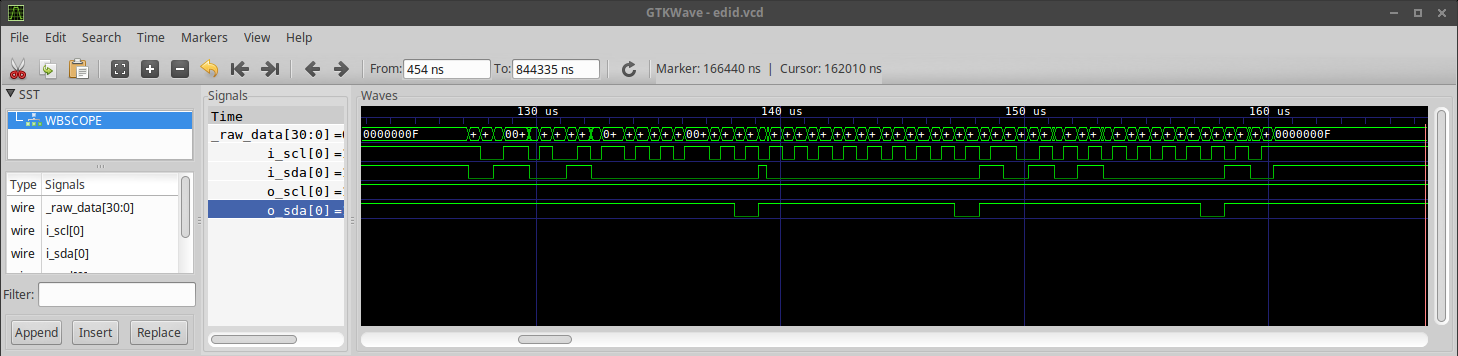 GTKWave - edid.vcd
File Edit Search Time Markers View Help
From: 454 ns To: 844335 ns Marker: 166440 ns | Cursor: 162010 ns
SST
WBSCOPE
Type Signals
wire _raw_data[30:0]
wire i_scl[0]
wire i_sda[0]
Filter:
Append Insert Replace
Signals
Time
_raw_data[30:0] =
i_scl[0] =
i_sda[0] =
o_scl[0] =
o_sda[0] =
Waves
130 us 140 us 150 us 160 us
0000000F + + 00+ + + + + 0+ + + + + + 00+ + + + + + + + + + + + + + + + + + + + + + + + + + + + + + + 0000000F